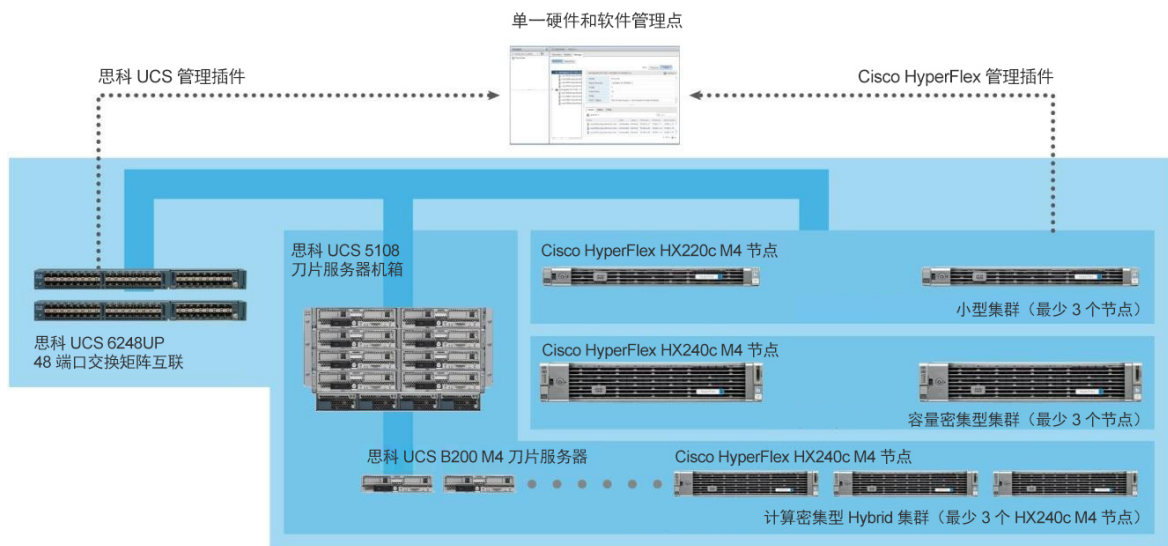 单一硬件和软件管理点
思科 UCS 管理插件
Cisco HyperFlex 管理插件
思科 UCS 5108
刀片服务器机箱
Cisco HyperFlex HX220c M4 节点
小型集群（最少 3 个节点）
思科 UCS 6248UP
48 端口交换矩阵互联
Cisco HyperFlex HX240c M4 节点
容量密集型集群（最少 3 个节点）
思科 UCS B200 M4 刀片服务器
Cisco HyperFlex HX240c M4 节点
计算密集型 Hybrid 集群（最少 3 个 HX240c M4 节点）